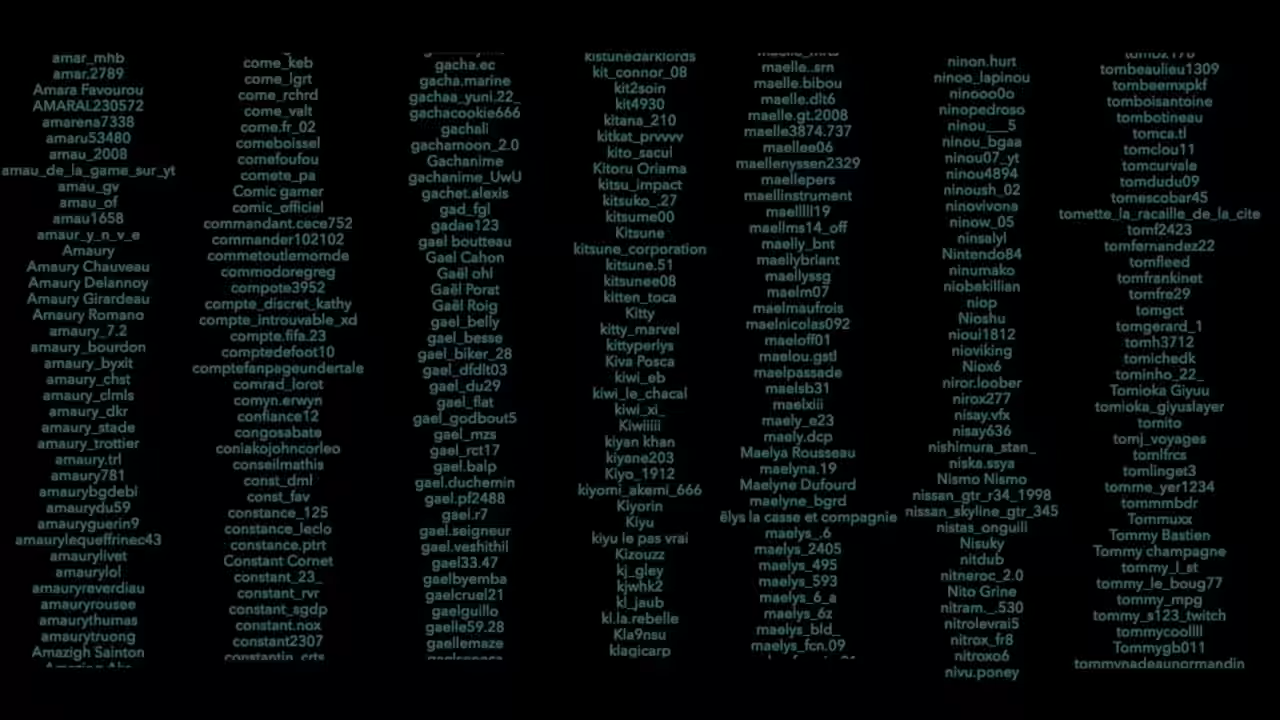 amar_mhb
amar.2789
Amara Favourou
AMARAL230572
amarena7338
amaru53480
amau_2008
amau_de_la_game_sur_yt
amau_gv
amau_of
amau1658
amaur_y_n_v_e
Amaury
Amaury Chauveau
Amaury Delannoy
Amaury Girardeau
Amaury Romano
amaury_7.2
amaury_bourdon
amaury_byxit
amaury_chst
amaury_clmls
amaury_dkr
amaury_stade
amaury_trottier
amaury.trl
amaury781
amaurybgdebl
amaurydu59
amauryguerin9
amaurylequeffrinec43
amaurylivet
amaurylol
amauryreverdiau
amauryrousee
amaurythumas
amaurytruong
Amazigh Sainton
come_keb
come_lgrt
come_rchrd
come_valt
come.fr_02
comeboissel
comefoufou
comete_pa
Comic gamer
comic_officiel
commandant.cece752
commander102102
commetoutlemomde
commodoregreg
compote3952
compte_discret_kathy
compte_introuvable_xd
compte.fifa.23
comptedefoot10
comptefanpageundertale
comrad_lorot
comyn.erwyn
confiance12
congosabate
coniakojohncorleo
conseilmathis
const_dml
const_fav
constance_125
constance_leclo
constance.ptrt
Constant Cornet
constant_23_
constant_rvr
constant_sgdp
constant.nox
constant2307
constantin_crts
gacha.ec
gacha.marine
gachaa_yuni.22_
gachacookie666
gachali
gachamoon_2.0
Gachanime
gachanime_UwU
gachet.alexis
gad_fgl
gadae123
gael boutteau
Gael Cahon
Gaël ohl
Gaël Porat
Gaël Roig
gael_belly
gael_besse
gael_biker_28
gael_dfdlt03
gael_du29
gael_flat
gael_godbout5
gael_mzs
gael_rct17
gael.balp
gael.duchemin
gael.pf2488
gael.r7
gael.seigneur
gael.veshithil
gael33.47
gaelbyemba
gaelcruel21
gaelguillo
gaelle59.28
gaellemaze
kistunedarklords
kit_connor_08
kit2soin
kit4930
kitana_210
kitkat_prvvvv
kito_sacul
Kitoru Oriama
kitsu_impact
kitsuko_.27
kitsume00
Kitsune
kitsune_corporation
kitsune.51
kitsunee08
kitten_toca
Kitty
kitty_marvel
kittyperlys
Kiva Posca
kiwi_eb
kiwi_le_chacal
kiwi_xi_
Kiwiiiii
kiyan khan
kiyane203
Kiyo_1912
kiyomi_akemi_666
Kiyorin
Kiyu
kiyu le pas vrai
Kizouzz
kj_gley
kjwhk2
kl_jaub
kl.la.rebelle
Kla9nsu
klagicarp
maelle_.srn
maelle.bibou
maelle.dlt6
maelle.gt.2008
maelle3874.737
maellee06
maellenyssen2329
maellepers
maellinstrument
maelllll19
maellms14_off
maelly_bnt
maellybriant
maellyssg
maelm07
maelmaufrois
maelnicolas092
maeloff01
maelou.gstl
maelpassade
maelsb31
maelxiii
maely_e23
maely.dcp
Maelya Rousseau
maelyna.19
Maelyne Dufourd
maelyne_bgrd
ëlys la casse et compagnie
maelys_.6
maelys_2405
maelys_495
maelys_593
maelys_6_a
maelys_6z
maelys_bld_
maelys_fcn.09
ninon.hurt
ninoo_lapinou
ninooo0o
ninopedroso
ninou___5
ninou_bgaa
ninou07_yt
ninou4894
ninoush_02
ninovivona
ninow_05
ninsalyl
Nintendo84
ninumako
niobekillian
niop
Nioshu
nioui1812
nioviking
Niox6
niror.loober
nirox277
nisay.vfx
nisay636
nishimura_stan_
niska.ssya
Nismo Nismo
nissan_gtr_r34_1998
nissan_skyline_gtr_345
nistas_onguili
Nisuky
nitdub
nitneroc_2.0
Nito Grine
nitram._.530
nitrolevrai5
nitrox_fr8
nitroxo6
nivu.poney
tombeaulieu1309
tombeemxpkf
tomboisantoine
tombotineau
tomca.tl
tomclou11
tomcurvale
tomdudu09
tomescobar45
tomette_la_racaille_de_la_cite
tomf2423
tomfernandez22
tomfleed
tomfrankinet
tomfre29
tomgct
tomgerard_1
tomh3712
tomichedk
tominho_22_
Tomioka Giyuu
tomioka_giyuslayer
tomito
tomj_voyages
tomlfrcs
tomlinget3
tomme_yer1234
tommmbdr
Tommuxx
Tommy Bastien
Tommy champagne
tommy_l_st
tommy_le_boug77
tommy_mpg
tommy_s123_twitch
tommycoollll
Tommygb011
tommynadeaunormandin